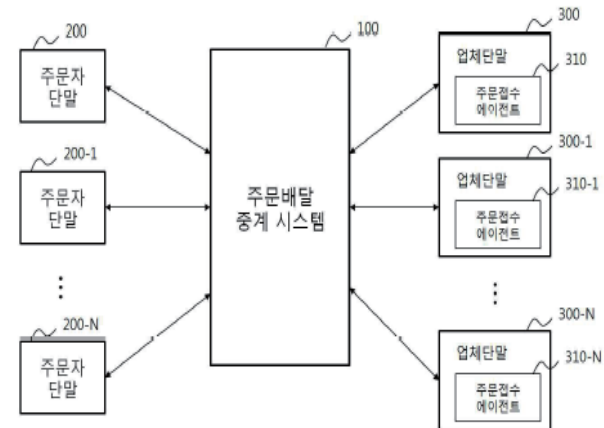 200
주문자
단말
200-1
주문자
단말
200-N
주문자
단말
100
주문배달
중계 시스템
300
업체단말
310
주문접수
에이전트
300-1
업체단말
310-1
주문접수
에이전트
300-N
업체단말
310-N
주문접수
에이전트